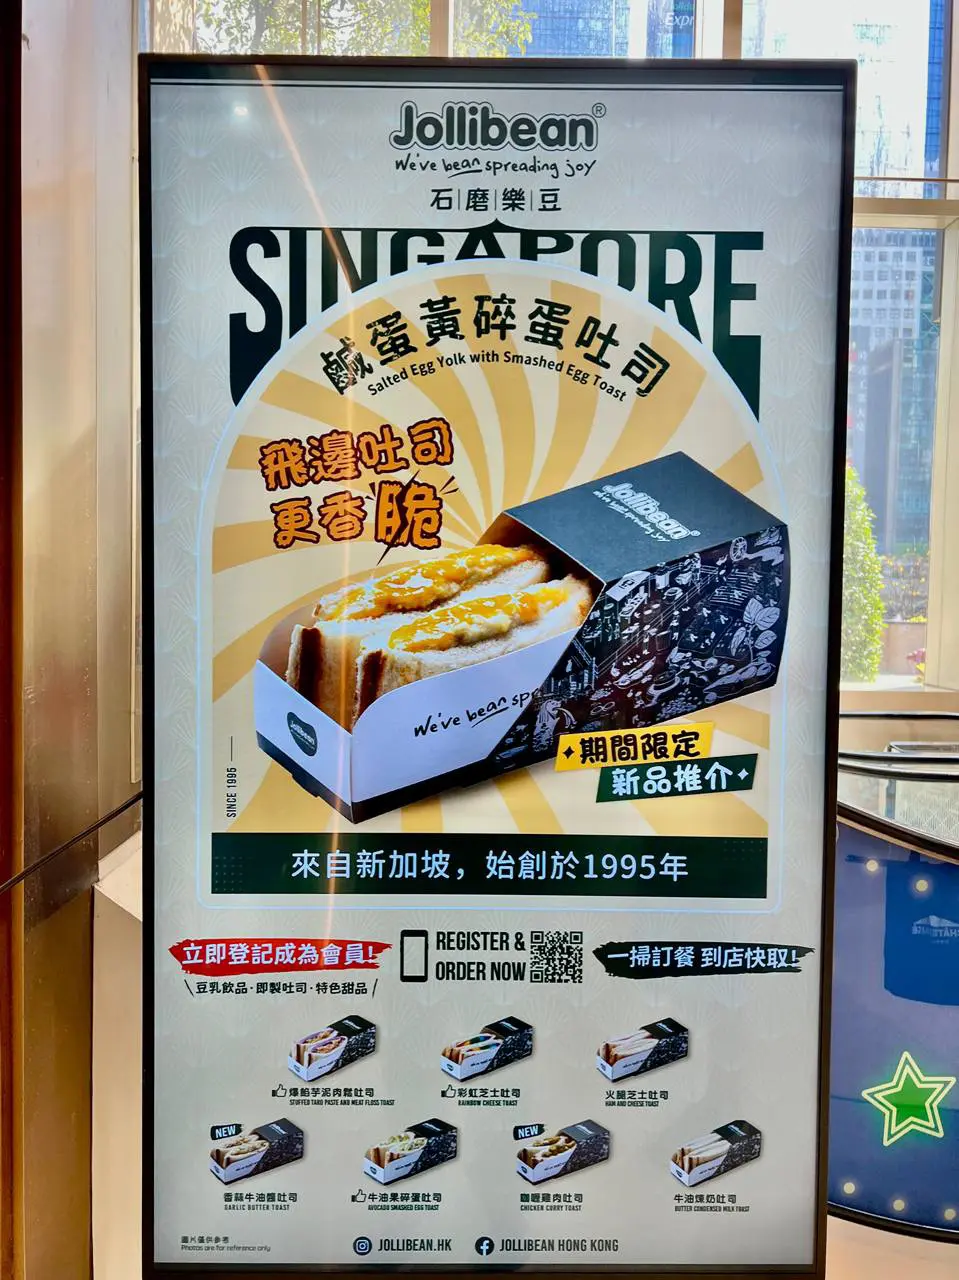 Jollibean®
We've bean spreading joy
石|磨|樂|豆
SINGAPORE
鹹蛋黃碎蛋吐司
Salted Egg Yolk with Smashed Egg Toast
飛邊吐司
更香脆
Jollibean®
we've bean spreading joy
We've bean spr
Jollibean
期間限定
新品推介
SINCE 1995
來自新加坡，始創於1995年
立即登記成為會員!
豆乳飲品·即製吐司·特色甜品
REGISTER &
ORDER NOW
一掃訂餐 到店快取!
爆餡芋泥肉鬆吐司
STUFFED TARO PASTE AND MEAT FLOSS TOAST
彩虹芝士吐司
RAINBOW CHEESE TOAST
火腿芝士吐司
HAM AND CHEESE TOAST
NEW
香蒜牛油醬吐司
GARLIC BUTTER TOAST
牛油果碎蛋吐司
AVOCADO SMASHED EGG TOAST
NEW
咖喱雞肉吐司
CHICKEN CURRY TOAST
牛油煉奶吐司
BUTTER CONDENSED MILK TOAST
圖片僅供參考
Photos are for reference only
JOLLIBEAN.HK
JOLLIBEAN HONG KONG